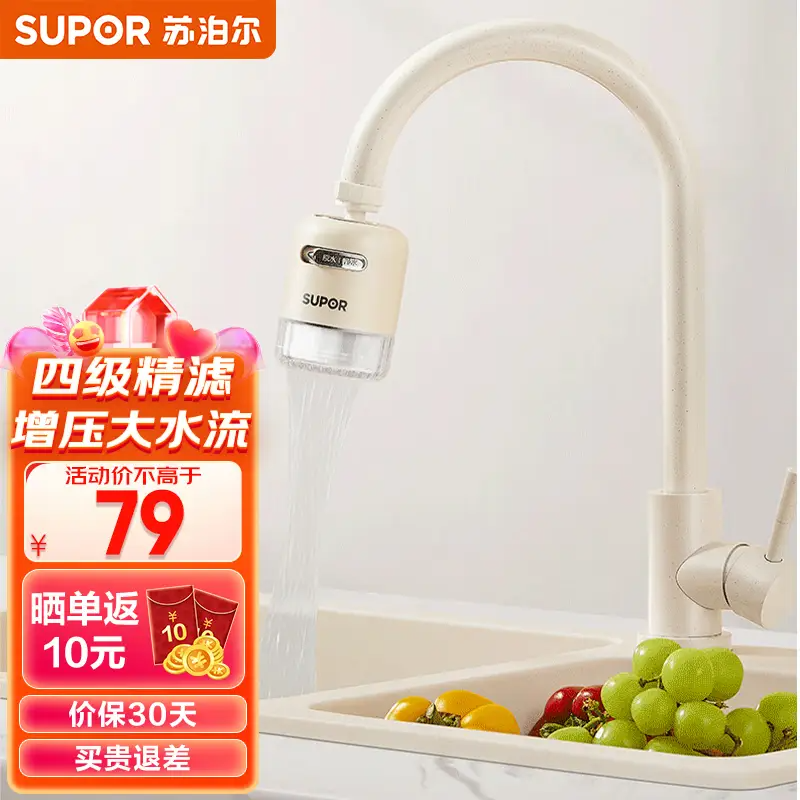 SUPOR 苏泊尔
SUPOR
四级精滤
增压大水流
活动价不高于
¥ 79
晒单返
10元
¥
10
¥
价保30天
买贵退差